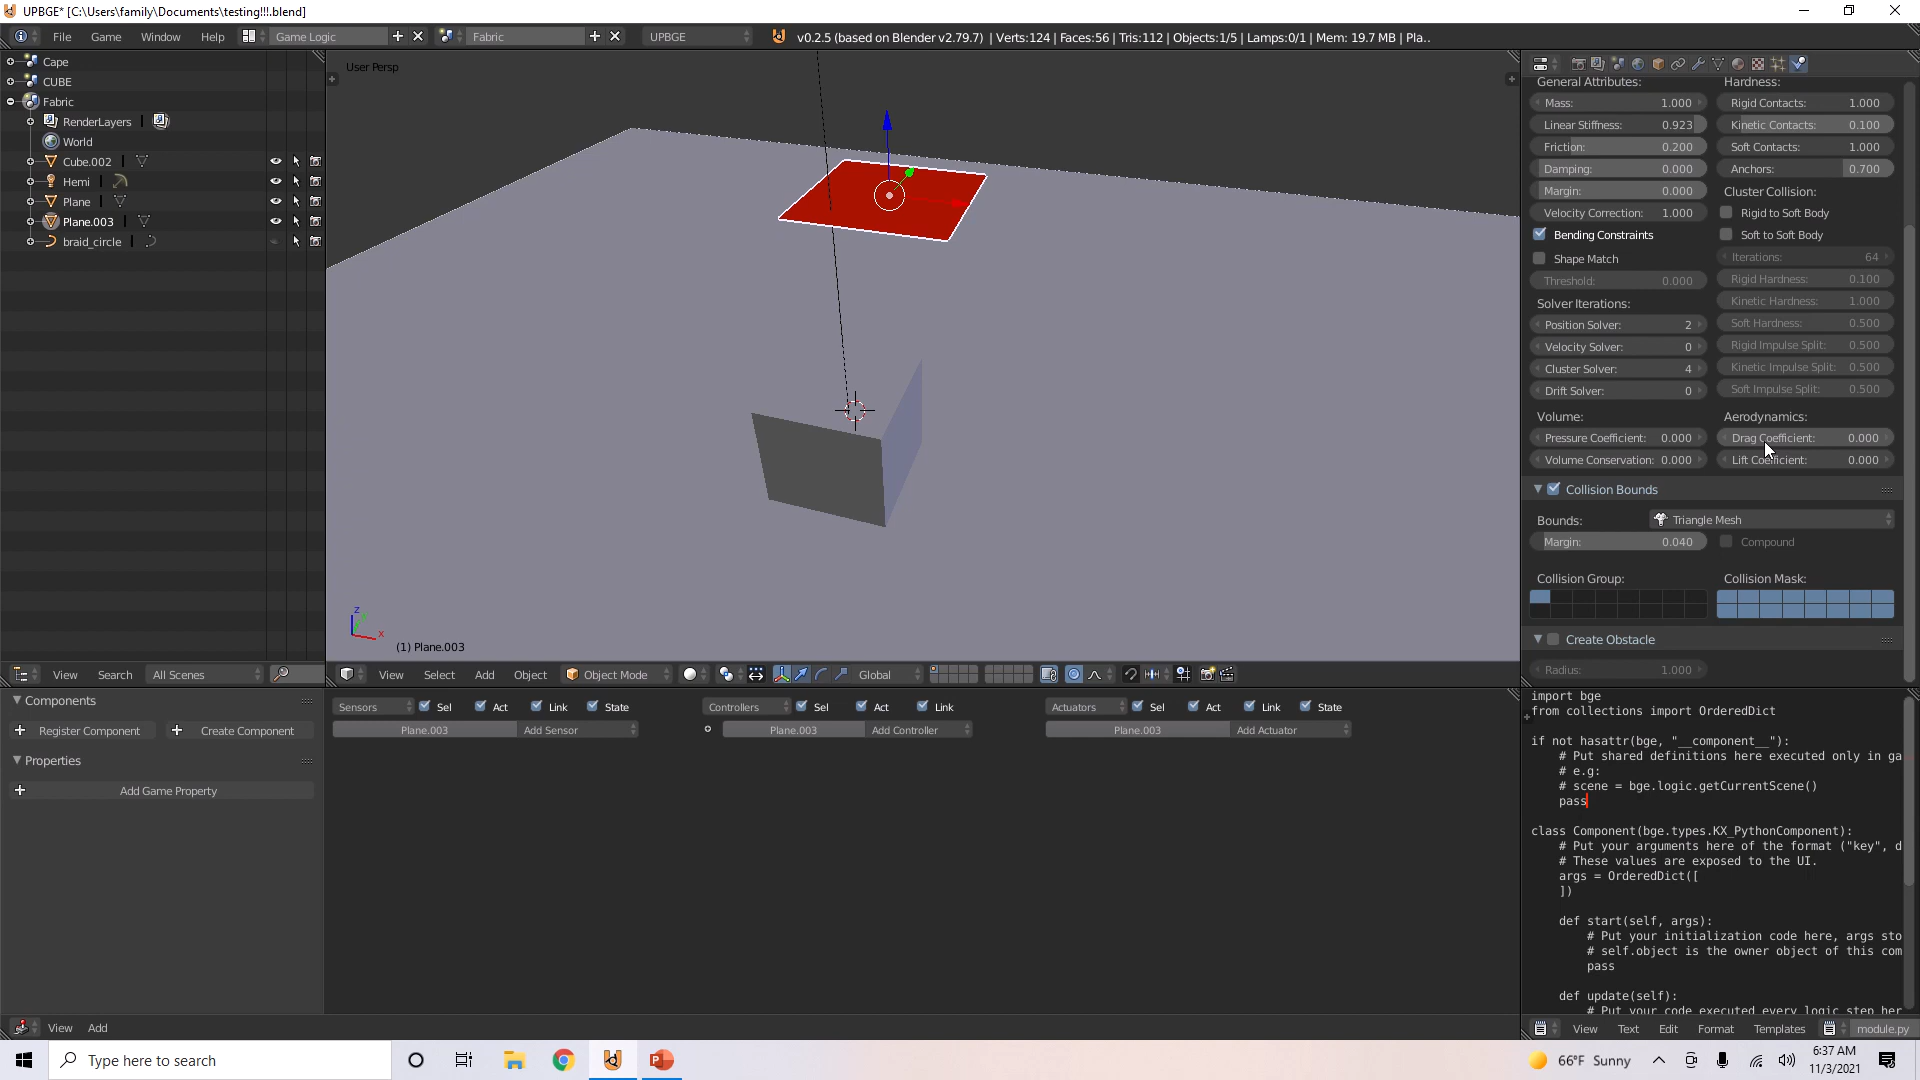 UPBGE* [C:\Users\family\Documents\testing!!!.blend]
File Game Window Help Game Logic Fabric UPBGE v0.2.5 (based on Blender v2.79.7) | Verts:124 | Faces:56 | Tris:112 | Objects:1/5 | Lamps:0/1 | Mem: 19.7 MB | Pla..
Cape
CUBE
Fabric
RenderLayers
World
Cube.002
Hemi
Plane
Plane.003
braid_circle
View Search All Scenes
User Persp
z
x
(1) Plane.003
View Select Add Object Object Mode Global
General Attributes:
Mass: 1.000
Linear Stiffness: 0.923
Friction: 0.200
Damping: 0.000
Margin: 0.000
Velocity Correction: 1.000
Bending Constraints
Shape Match
Threshold: 0.000
Solver Iterations:
Position Solver: 2
Velocity Solver: 0
Cluster Solver: 4
Drift Solver: 0
Volume:
Pressure Coefficient: 0.000
Volume Conservation: 0.000
Hardness:
Rigid Contacts: 1.000
Kinetic Contacts: 0.100
Soft Contacts: 1.000
Anchors: 0.700
Cluster Collision:
Rigid to Soft Body
Soft to Soft Body
Iterations: 64
Rigid Hardness: 0.100
Kinetic Hardness: 1.000
Soft Hardness: 0.500
Rigid Impulse Split: 0.500
Kinetic Impulse Split: 0.500
Soft Impulse Split: 0.500
Aerodynamics:
Drag Coefficient: 0.000
Lift Coefficient: 0.000
Collision Bounds
Bounds: Triangle Mesh
Margin: 0.040 Compound
Collision Group: Collision Mask:
Create Obstacle
Radius: 1.000
Components
Register Component Create Component
Properties
Add Game Property
View Add
Sensors Sel Act Link State
Plane.003 Add Sensor
Controllers Sel Act Link
Plane.003 Add Controller
Actuators Sel Act Link State
Plane.003 Add Actuator
import bge
from collections import OrderedDict
if not hasattr(bge, "__component__"):
# Put shared definitions here executed only in ga
# e.g:
# scene = bge.logic.getCurrentScene()
pass
class Component(bge.types.KX_PythonComponent):
# Put your arguments here of the format ("key", d
# These values are exposed to the UI.
args = OrderedDict([
])
def start(self, args):
# Put your initialization code here, args sto
# self.object is the owner object of this com
pass
def update(self):
# Put your code executed every logic step her
View Text Edit Format Templates module.py
Type here to search
66°F Sunny
6:37 AM
11/3/2021